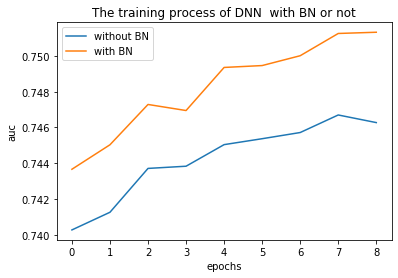 The training process of DNN  with BN or not
without BN
with BN
0.750
0.748
0.746
0.744
0.742
0.740
auc
0 1 2 3 4 5 6 7 8
epochs